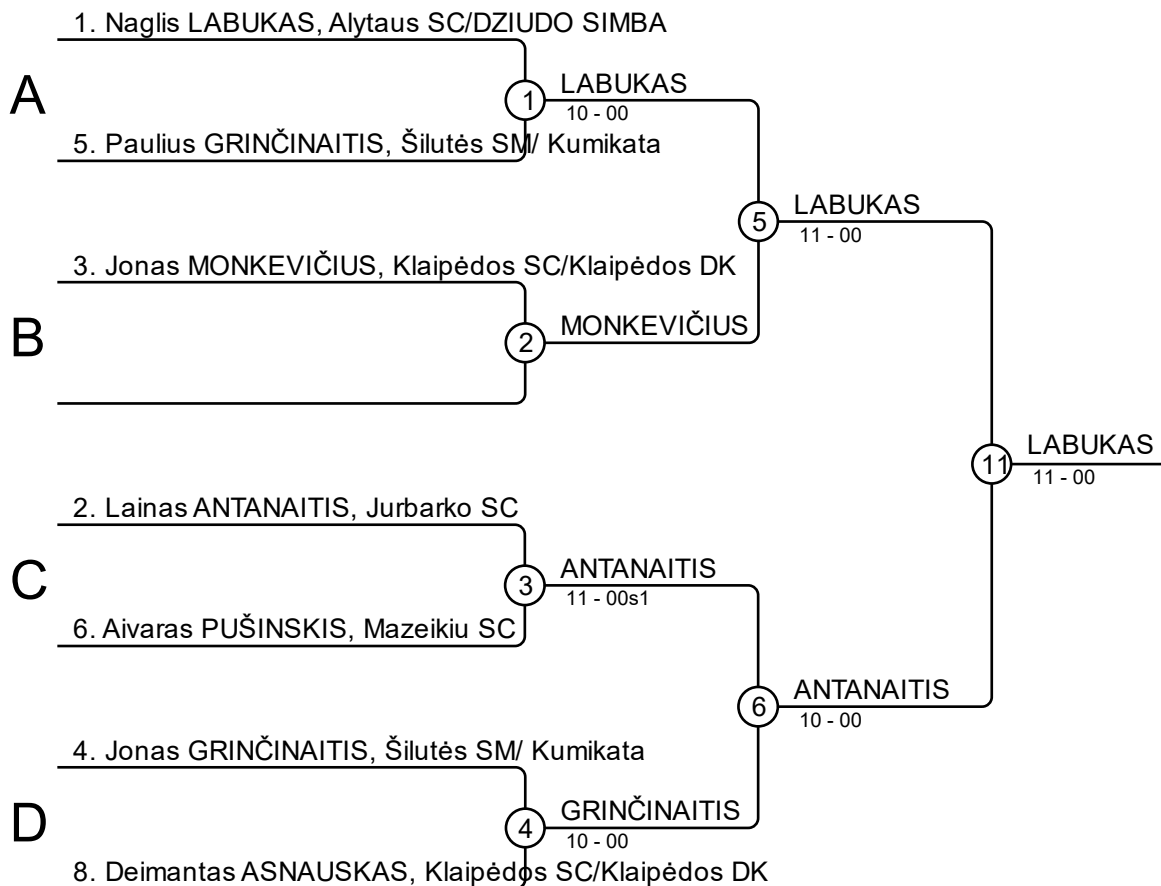 1. Naglis LABUKAS, Alytaus SC/DZIUDO SIMBA
A
1
LABUKAS
10 - 00
5. Paulius GRINČINAITIS, Šilutės SM/ Kumikata
5
LABUKAS
11 - 00
3. Jonas MONKEVIČIUS, Klaipėdos SC/Klaipėdos DK
B
2
MONKEVIČIUS
11
LABUKAS
11 - 00
2. Lainas ANTANAITIS, Jurbarko SC
C
3
ANTANAITIS
11 - 00s1
6. Aivaras PUŠINSKIS, Mazeikiu SC
6
ANTANAITIS
10 - 00
4. Jonas GRINČINAITIS, Šilutės SM/ Kumikata
D
4
GRINČINAITIS
10 - 00
8. Deimantas ASNAUSKAS, Klaipėdos SC/Klaipėdos DK